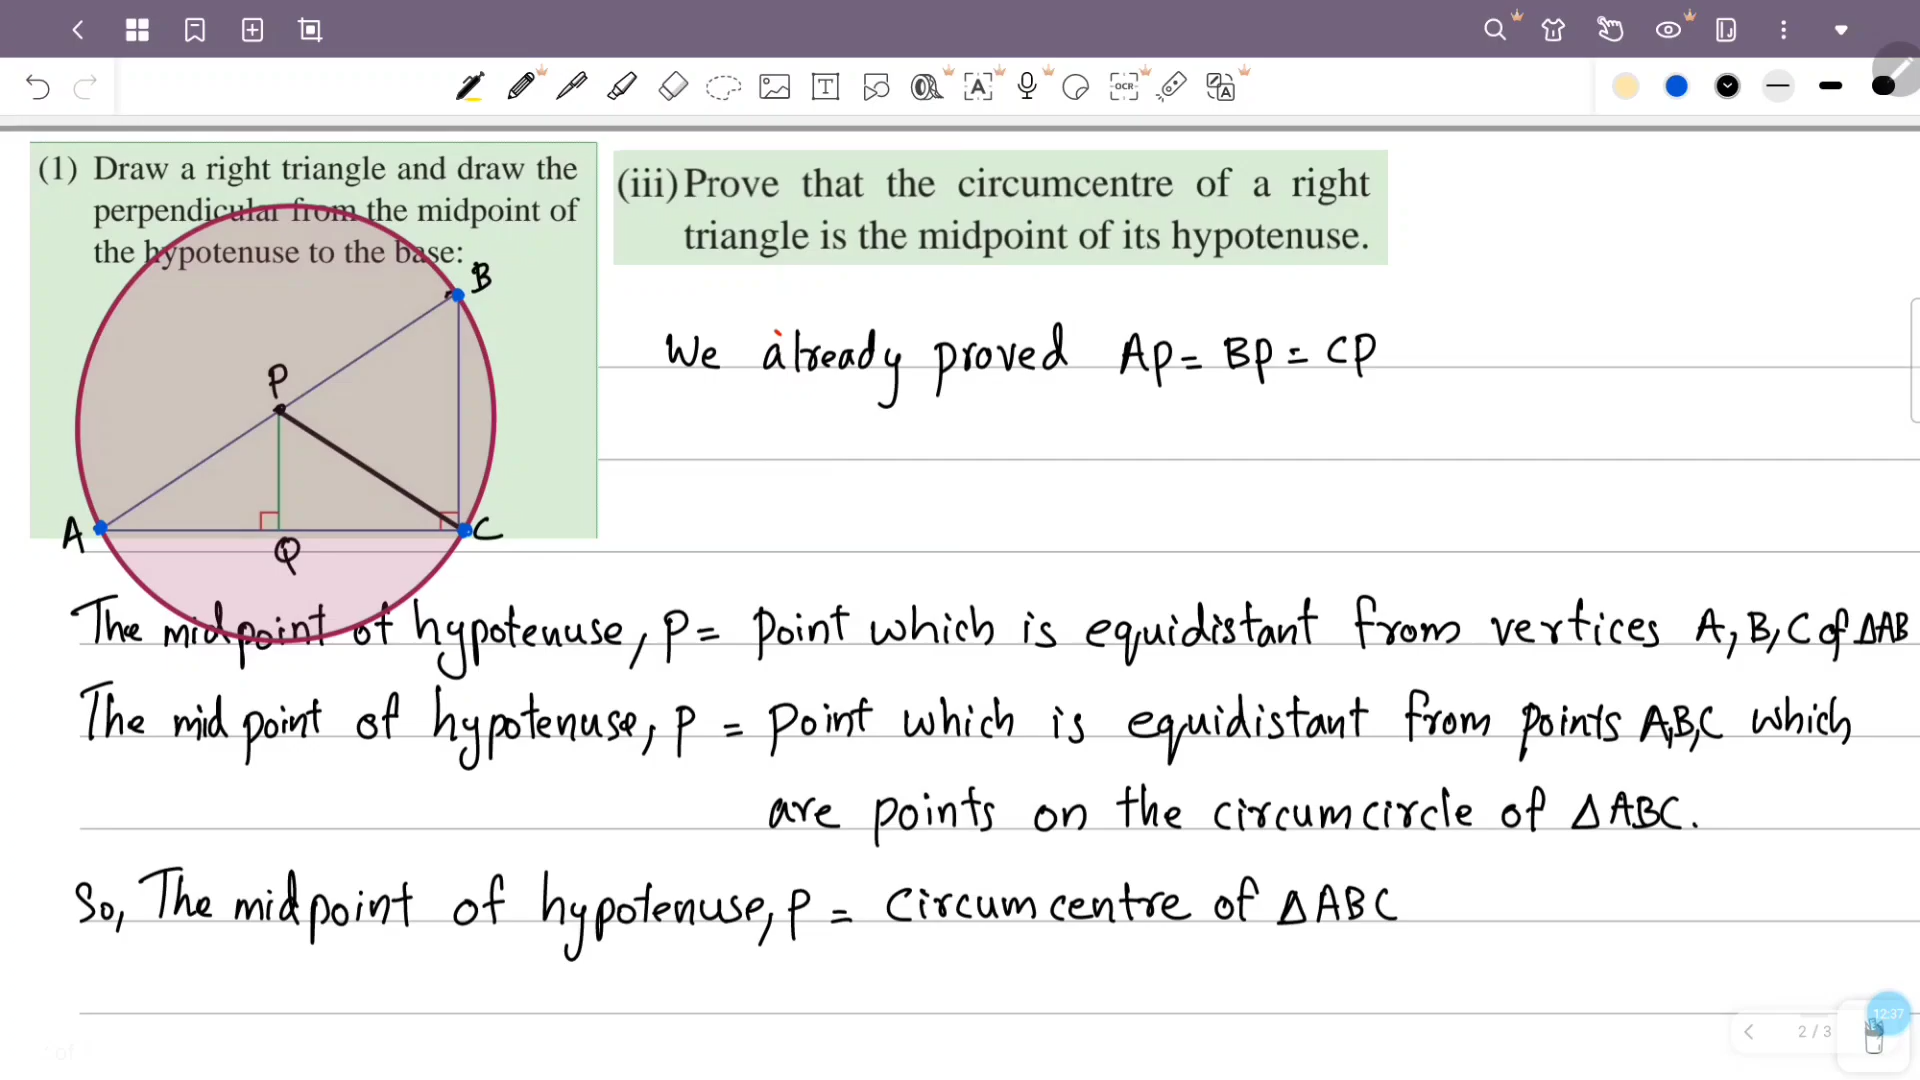 (1) Draw a right triangle and draw the
perpendicular from the midpoint of
the hypotenuse to the base:
B
P
A
Q
C
(iii) Prove that the circumcentre of a right
triangle is the midpoint of its hypotenuse.
We already proved AP = BP = CP
The midpoint of hypotenuse, P = Point which is equidistant from vertices A, B, C of ΔAB
The midpoint of hypotenuse, P = Point which is equidistant from points A,B,C which
are points on the circumcircle of ΔABC.
So, The midpoint of hypotenuse, P = Circumcentre of ΔABC
12:37
2 / 3
T
A
OCR
A